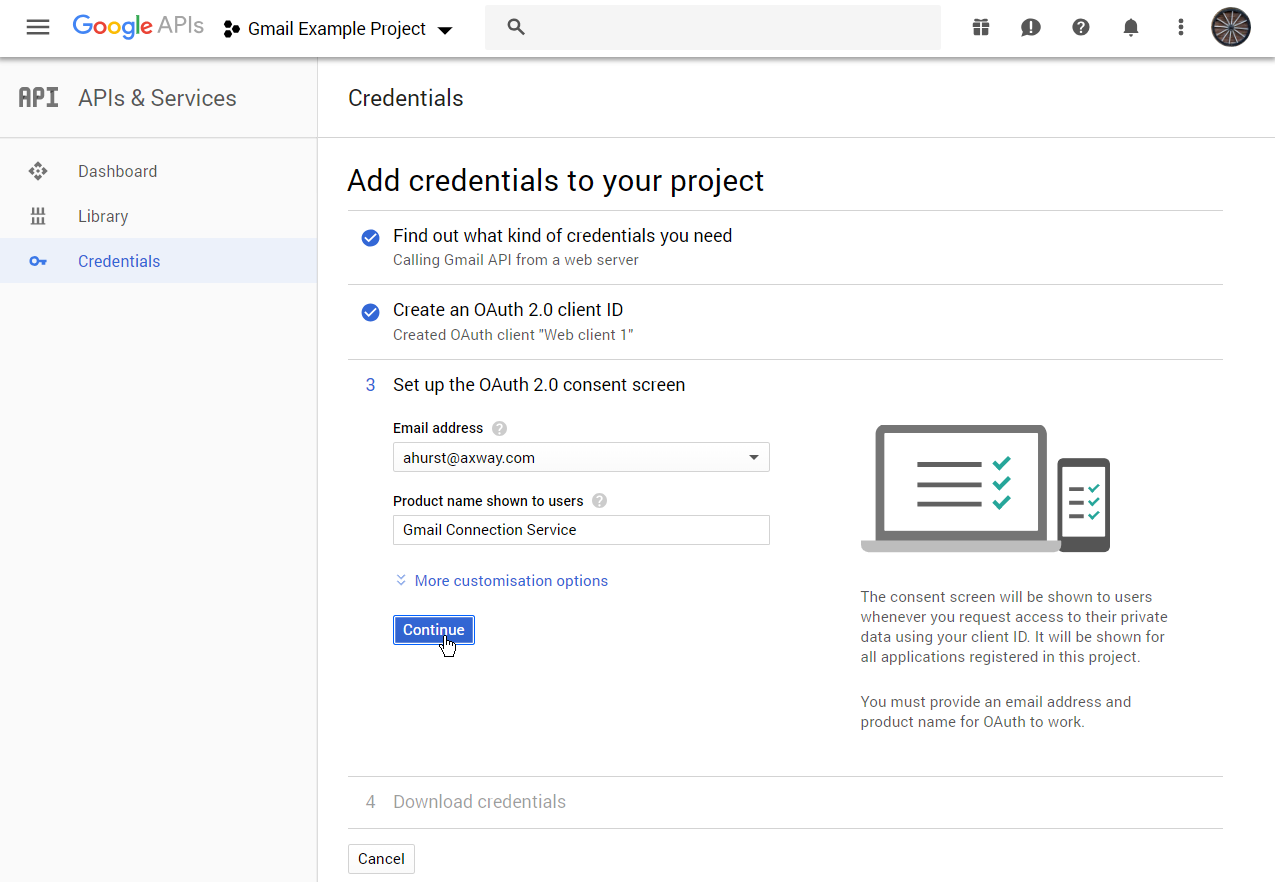 Google APIs
Gmail Example Project
API APIs & Services
Credentials
Dashboard
Library
Credentials
Add credentials to your project
Find out what kind of credentials you need
Calling Gmail API from a web server
Create an OAuth 2.0 client ID
Created OAuth client "Web client 1"
3 Set up the OAuth 2.0 consent screen
Email address ?
ahurst@axway.com
Product name shown to users ?
Gmail Connection Service
More customisation options
Continue
The consent screen will be shown to users
whenever you request access to their private
data using your client ID. It will be shown for
all applications registered in this project.
You must provide an email address and
product name for OAuth to work.
4 Download credentials
Cancel